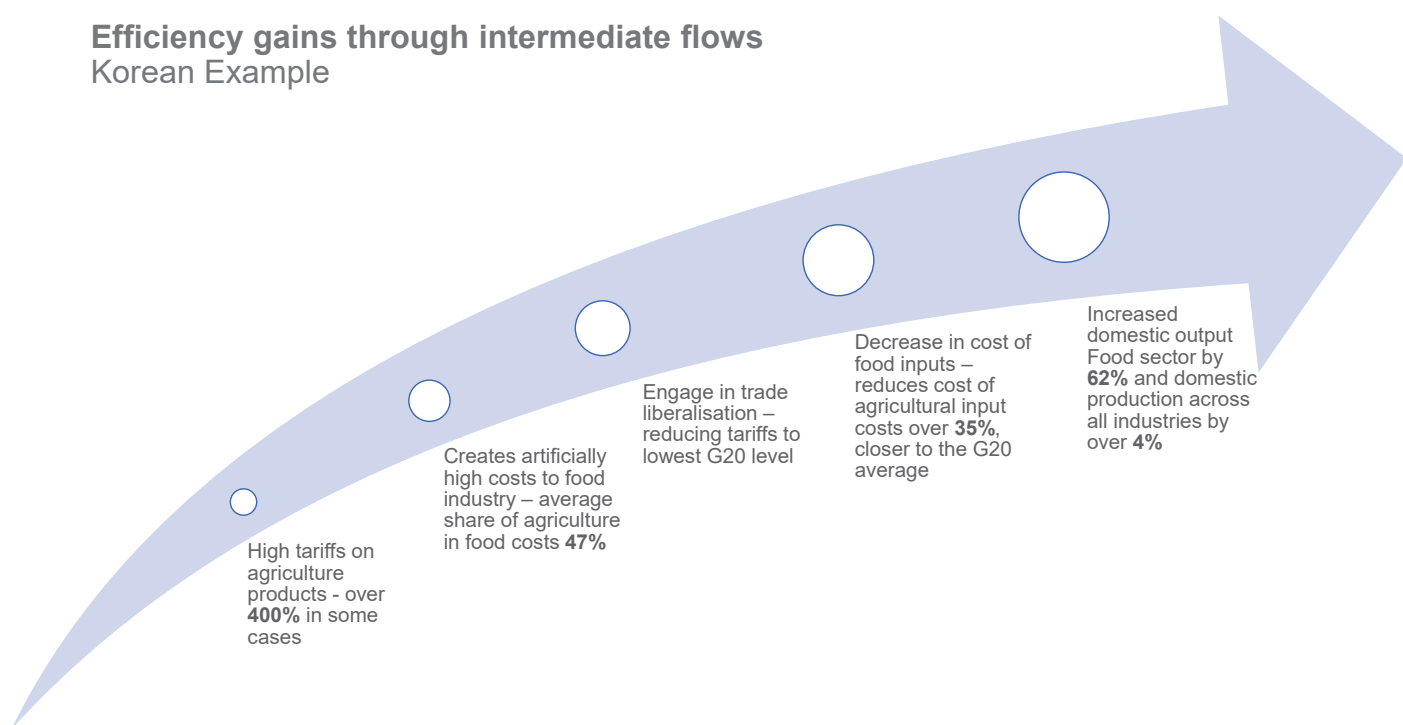 Efficiency gains through intermediate flows
Korean Example
High tariffs on
agriculture
products - over
400% in some
cases
Creates artificially
high costs to food
industry – average
share of agriculture
in food costs 47%
Engage in trade
liberalisation –
reducing tariffs to
lowest G20 level
Decrease in cost of
food inputs –
reduces cost of
agricultural input
costs over 35%,
closer to the G20
average
Increased
domestic output
Food sector by
62% and domestic
production across
all industries by
over 4%